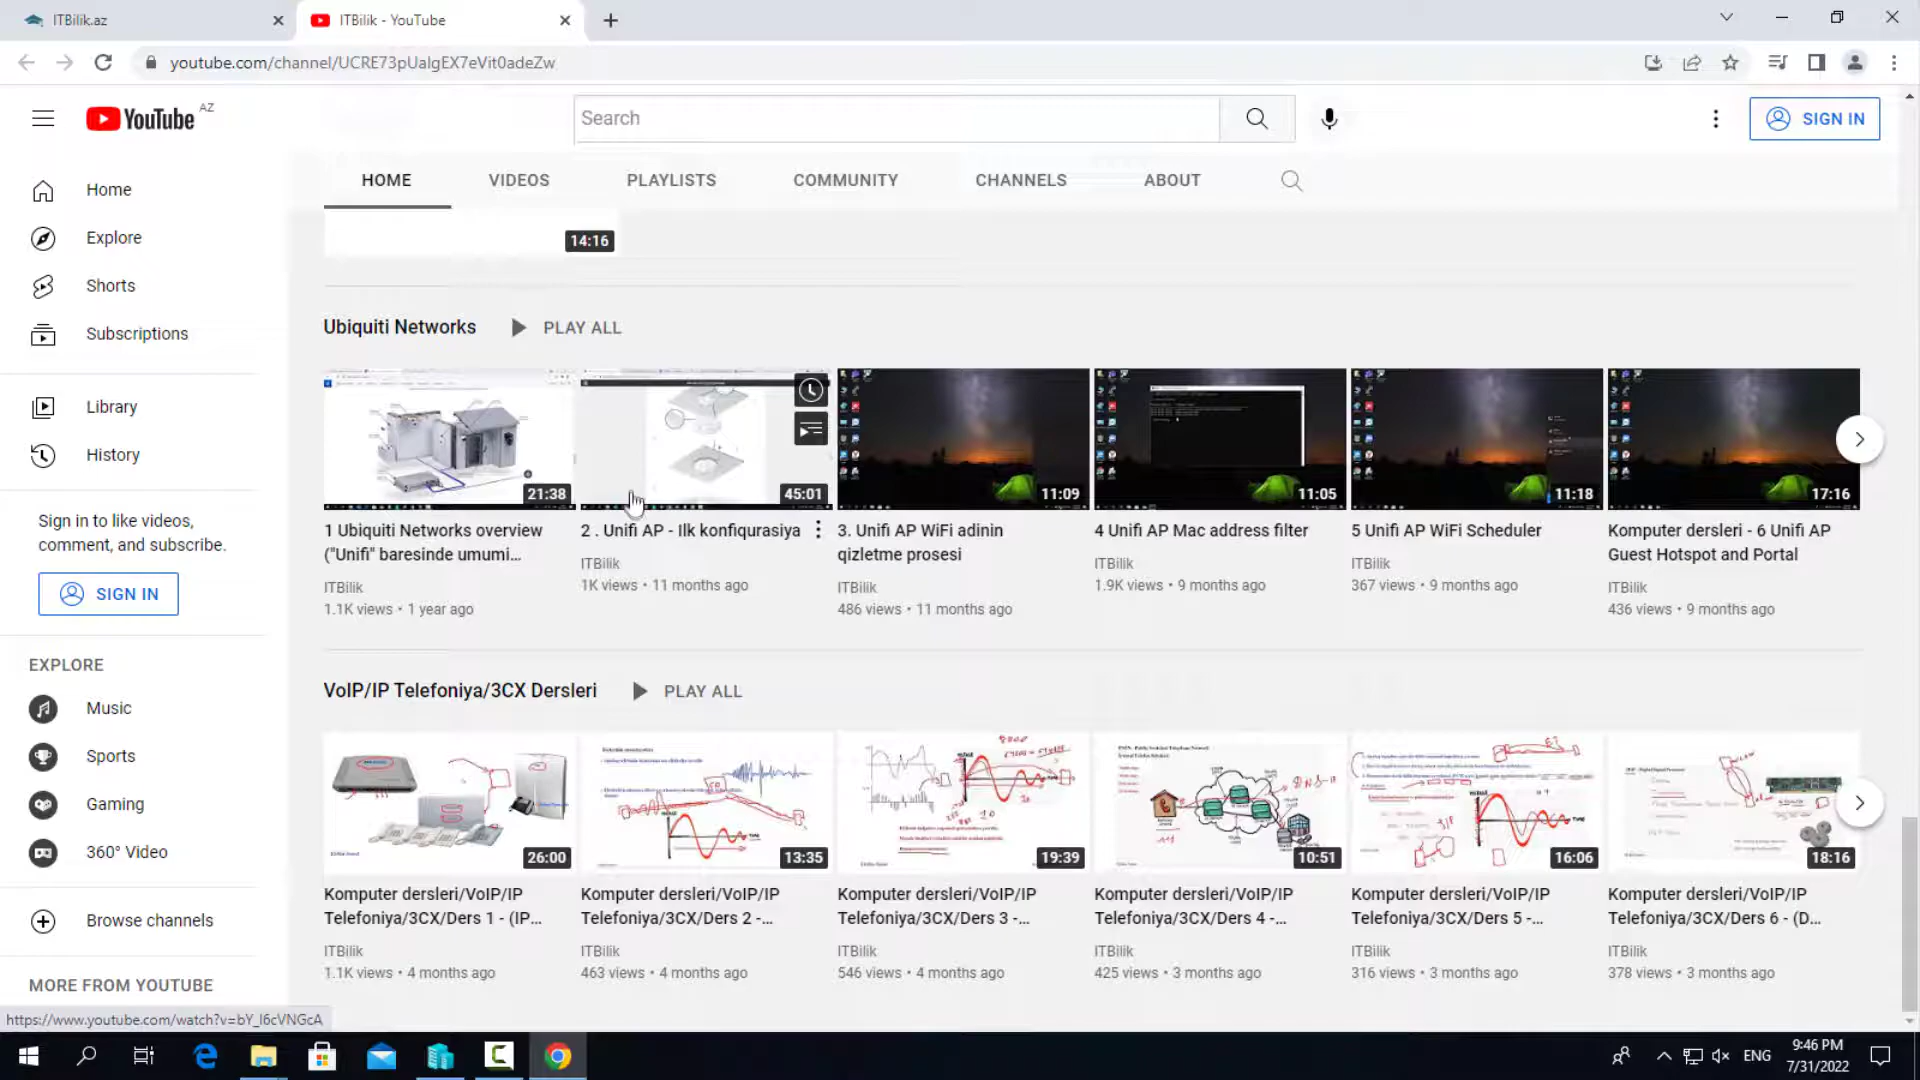 ITBilik.az
ITBilik - YouTube
youtube.com/channel/UCRE73pUalgEX7eVit0adeZw
YouTube AZ
Search
SIGN IN
HOME VIDEOS PLAYLISTS COMMUNITY CHANNELS ABOUT
Home
Explore
Shorts
Subscriptions
Library
History
Sign in to like videos,
comment, and subscribe.
SIGN IN
EXPLORE
Music
Sports
Gaming
360° Video
Browse channels
MORE FROM YOUTUBE
14:16
Ubiquiti Networks PLAY ALL
21:38
1 Ubiquiti Networks overview
("Unifi" baresinde umumi...
ITBilik
1.1K views • 1 year ago
45:01
2 . Unifi AP - Ilk konfiqurasiya
ITBilik
1K views • 11 months ago
11:09
3. Unifi AP WiFi adinin
qizletme prosesi
ITBilik
486 views • 11 months ago
11:05
4 Unifi AP Mac address filter
ITBilik
1.9K views • 9 months ago
11:18
5 Unifi AP WiFi Scheduler
ITBilik
367 views • 9 months ago
17:16
Komputer dersleri - 6 Unifi AP
Guest Hotspot and Portal
ITBilik
436 views • 9 months ago
VoIP/IP Telefoniya/3CX Dersleri PLAY ALL
26:00
Komputer dersleri/VoIP/IP
Telefoniya/3CX/Ders 1 - (IP...
ITBilik
1.1K views • 4 months ago
13:35
Komputer dersleri/VoIP/IP
Telefoniya/3CX/Ders 2 -...
ITBilik
463 views • 4 months ago
19:39
Komputer dersleri/VoIP/IP
Telefoniya/3CX/Ders 3 -...
ITBilik
546 views • 4 months ago
10:51
Komputer dersleri/VoIP/IP
Telefoniya/3CX/Ders 4 -...
ITBilik
425 views • 3 months ago
16:06
Komputer dersleri/VoIP/IP
Telefoniya/3CX/Ders 5 -...
ITBilik
316 views • 3 months ago
18:16
Komputer dersleri/VoIP/IP
Telefoniya/3CX/Ders 6 - (D...
ITBilik
378 views • 3 months ago
https://www.youtube.com/watch?v=bY_l6cVNGcA
ENG
9:46 PM
7/31/2022